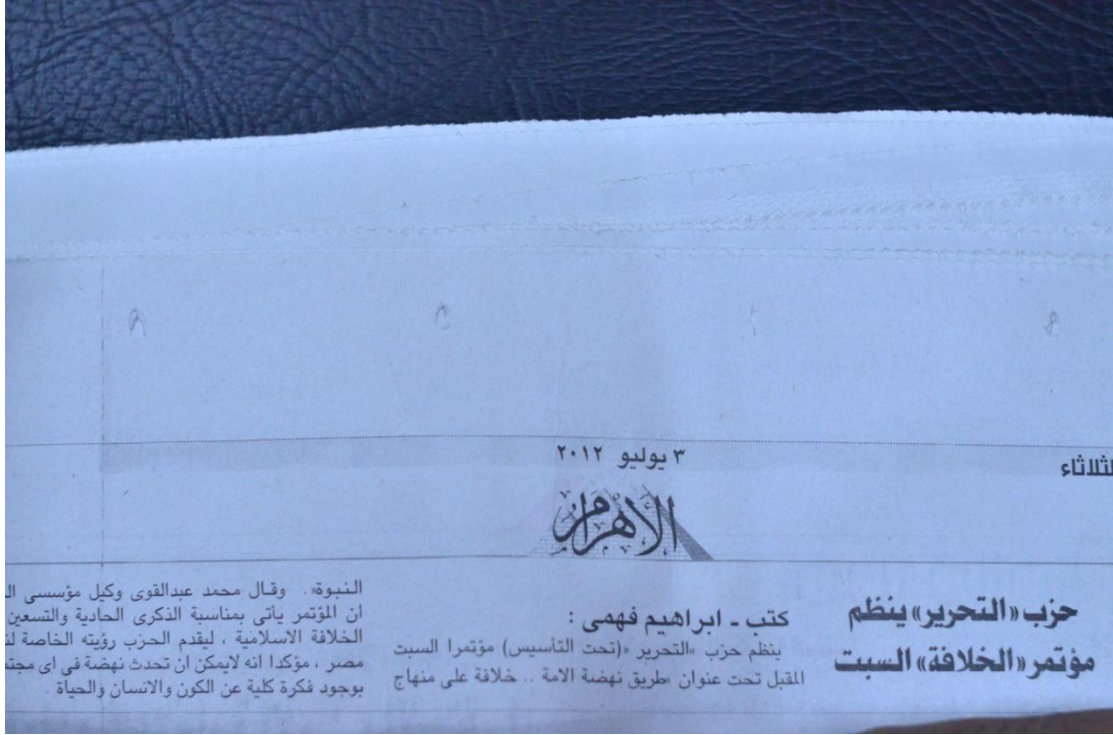 ٣ يوليو ٢٠١٢
الثلاثاء
الأهرام
حزب «التحرير» ينظم
مؤتمر «الخلافة» السبت
كتب ـ ابراهيم فهمى :
ينظم حزب «التحرير «(تحت التأسيس) مؤتمرا السبت
المقبل تحت عنوان «طريق نهضة الامة .. خلافة على منهاج
النبوة». وقال محمد عبدالقوى وكيل مؤسسى
ان المؤتمر يأتى بمناسبة الذكرى الحادية والتسعين
الخلافة الاسلامية ، ليقدم الحزب رؤيته الخاصة
مصر ، مؤكدا انه لايمكن ان تحدث نهضة فى اى
بوجود فكرة كلية عن الكون والانسان والحياة .